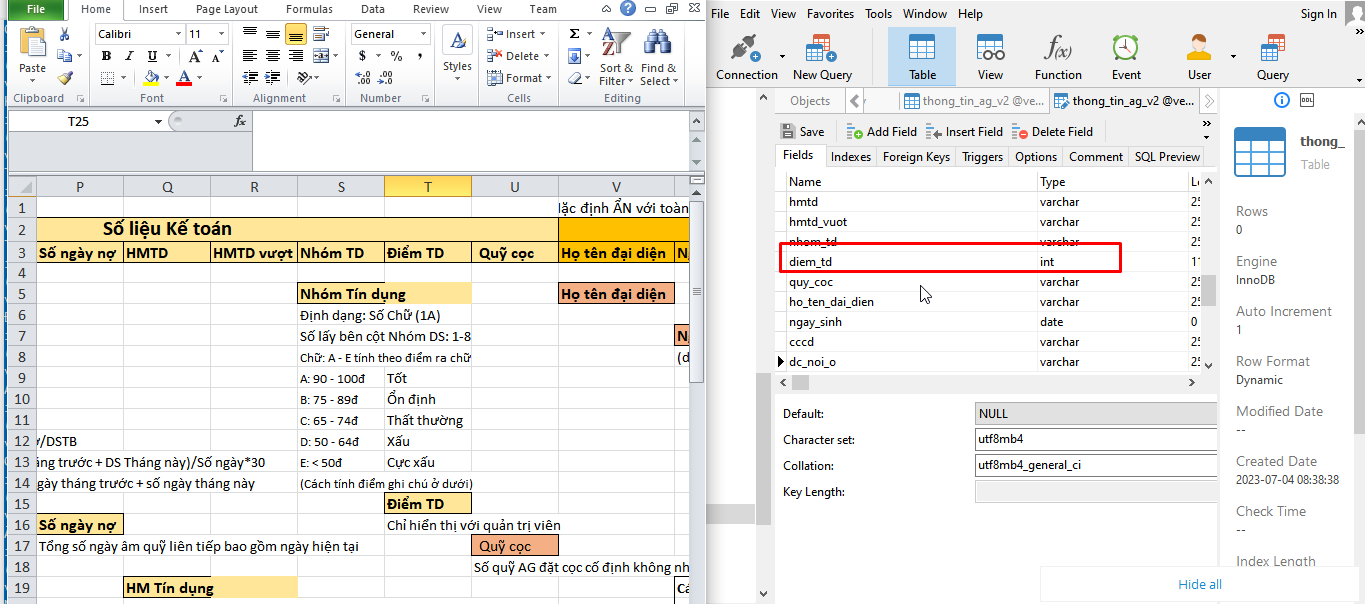 File Home Insert Page Layout Formulas Data Review View Team
Paste
Calibri 11
B I U A A
A
General
$ % ,
Styles
Insert
Delete
Format
Σ
Sort & Filter
Find & Select
Clipboard Font Alignment Number Cells Editing
T25 fx
P Q R S T U V
1 lặc định ẨN với toàn
2 Số liệu Kế toán
3 Số ngày nợ HMTD HMTD vượt Nhóm TD Điểm TD Quỹ cọc Họ tên đại diện
4
5 Nhóm Tín dụng Họ tên đại diện
6 Định dạng: Số Chữ (1A)
7 Số lấy bên cột Nhóm DS: 1-8
8 Chữ: A - E tính theo điểm ra chữ (d
9 A: 90 - 100đ Tốt
10 B: 75 - 89đ Ổn định
11 C: 65 - 74đ Thất thường
12 /DSTB D: 50 - 64đ Xấu
13 áng trước + DS Tháng này)/Số ngày*30 E: < 50đ Cực xấu
14 gày tháng trước + số ngày tháng này (Cách tính điểm ghi chú ở dưới)
15 Điểm TD
16 Số ngày nợ Chỉ hiển thị với quản trị viên
17 Tổng số ngày âm quỹ liên tiếp bao gồm ngày hiện tại Quỹ cọc
18 Số quỹ AG đặt cọc cố định không nh
19 HM Tín dụng
File Edit View Favorites Tools Window Help Sign In
Connection New Query Table View Function Event User Query
f(x)
Objects thong_tin_ag_v2 @ve... thong_tin_ag_v2 @ve...
Save Add Field Insert Field Delete Field
Fields Indexes Foreign Keys Triggers Options Comment SQL Preview
Name Type
hmtd varchar
hmtd_vuot varchar
nhom_td varchar
diem_td int
quy_coc varchar
ho_ten_dai_dien varchar
ngay_sinh date 0
cccd varchar
dc_noi_o varchar
Default: NULL
Character set: utf8mb4
Collation: utf8mb4_general_ci
Key Length:
DDL
thong_
Table
Rows
0
Engine
InnoDB
Auto Increment
1
Row Format
Dynamic
Modified Date
--
Created Date
2023-07-04 08:38:38
Check Time
--
Index Length
Hide all